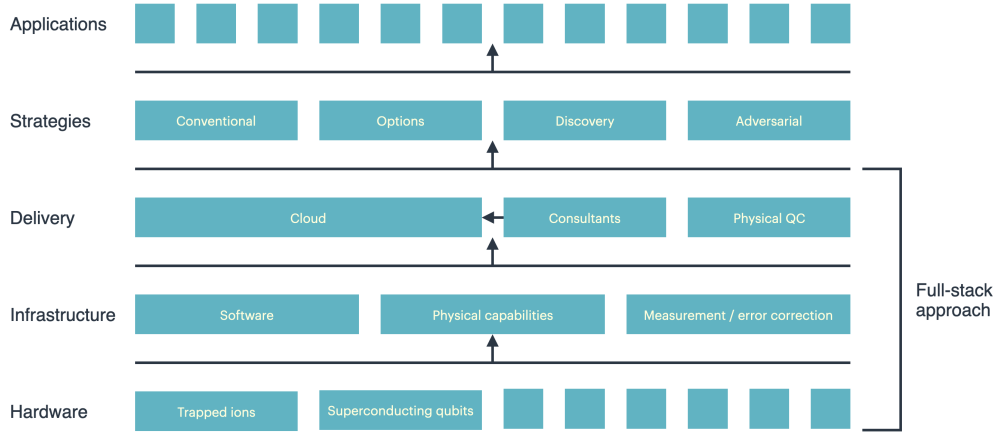 Applications
Strategies
Conventional
Options
Discovery
Adversarial
Delivery
Cloud
Consultants
Physical QC
Infrastructure
Software
Physical capabilities
Measurement / error correction
Full-stack
approach
Hardware
Trapped ions
Superconducting qubits